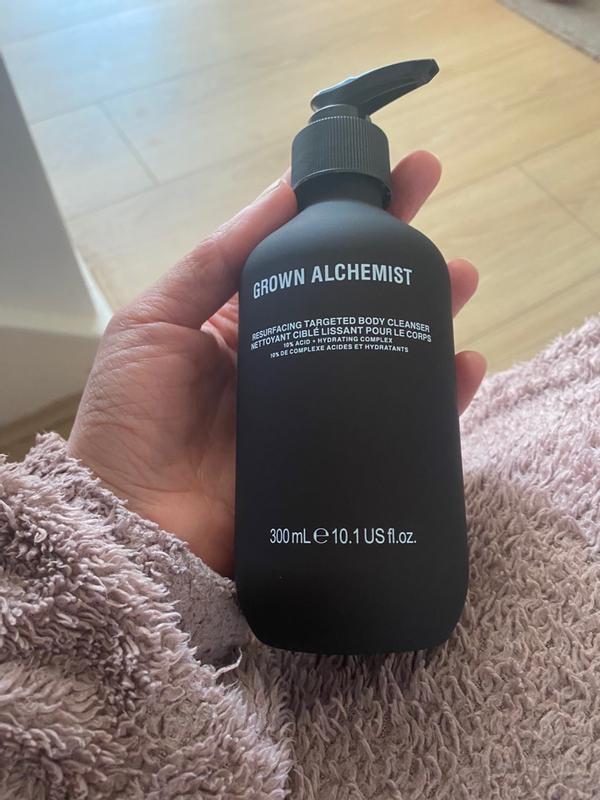 GROWN ALCHEMIST
RESURFACING TARGETED BODY CLEANSER
NETTOYANT CIBLÉ LISSANT POUR LE CORPS
10% ACID + HYDRATING COMPLEX
10% DE COMPLEXE ACIDES ET HYDRATANTS
300 mL ℮ 10.1 US fl.oz.